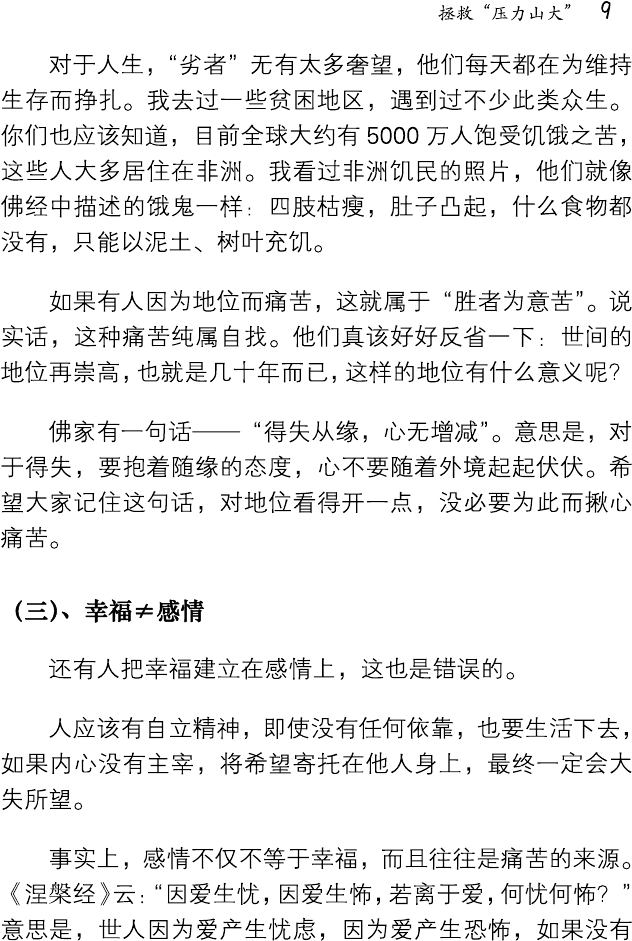 拯救“压力山大” 9
对于人生，“劣者”无有太多奢望，他们每天都在为维持
生存而挣扎。我去过一些贫困地区，遇到过不少此类众生。
你们也应该知道，目前全球大约有 5000 万人饱受饥饿之苦，
这些人大多居住在非洲。我看过非洲饥民的照片，他们就像
佛经中描述的饿鬼一样：四肢枯瘦，肚子凸起，什么食物都
没有，只能以泥土、树叶充饥。
如果有人因为地位而痛苦，这就属于“胜者为意苦”。说
实话，这种痛苦纯属自找。他们真该好好反省一下：世间的
地位再崇高，也就是几十年而已，这样的地位有什么意义呢？
佛家有一句话——“得失从缘，心无增减”。意思是，对
于得失，要抱着随缘的态度，心不要随着外境起起伏伏。希
望大家记住这句话，对地位看得开一点，没必要为此而揪心
痛苦。
(三)、幸福≠感情
还有人把幸福建立在感情上，这也是错误的。
人应该有自立精神，即使没有任何依靠，也要生活下去，
如果内心没有主宰，将希望寄托在他人身上，最终一定会大
失所望。
事实上，感情不仅不等于幸福，而且往往是痛苦的来源。
《涅槃经》云：“因爱生忧，因爱生怖，若离于爱，何忧何怖？”
意思是，世人因为爱产生忧虑，因为爱产生恐怖，如果没有